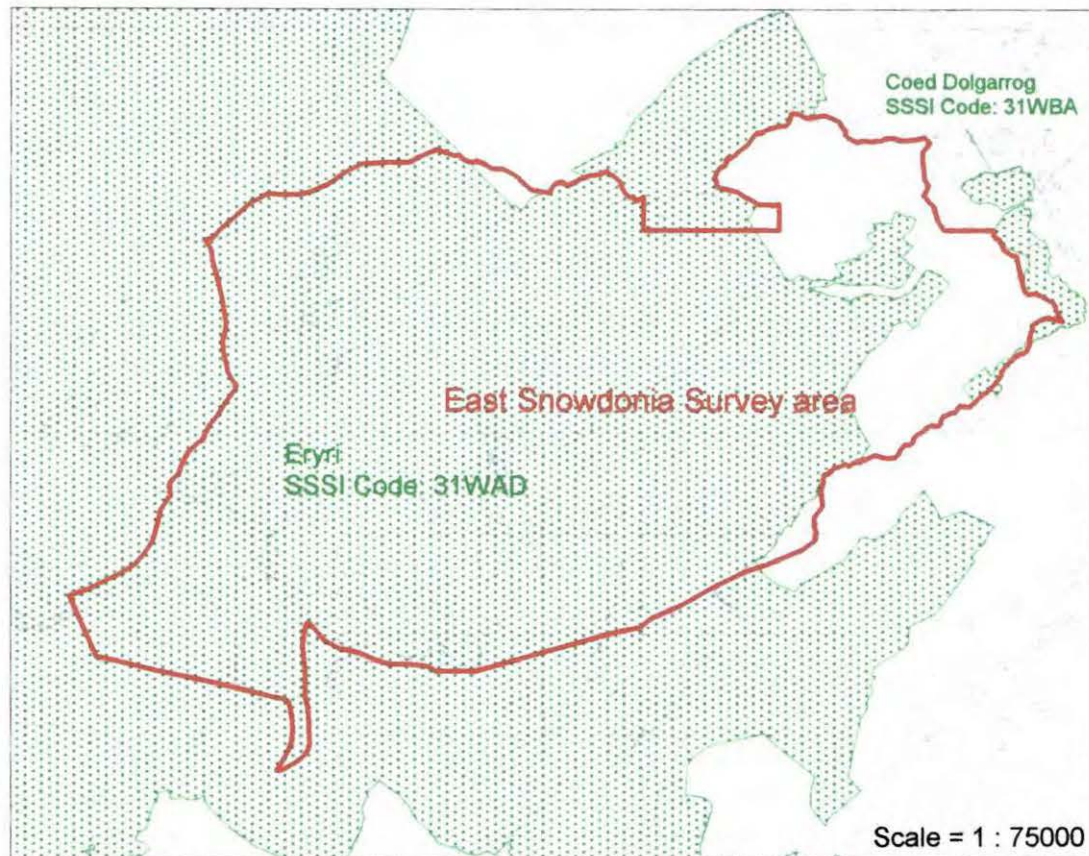 Coed Dolgarrog
SSSI Code: 31WBA
East Snowdonia Survey area
Eryri
SSSI Code: 31WAD
Scale = 1 : 75000